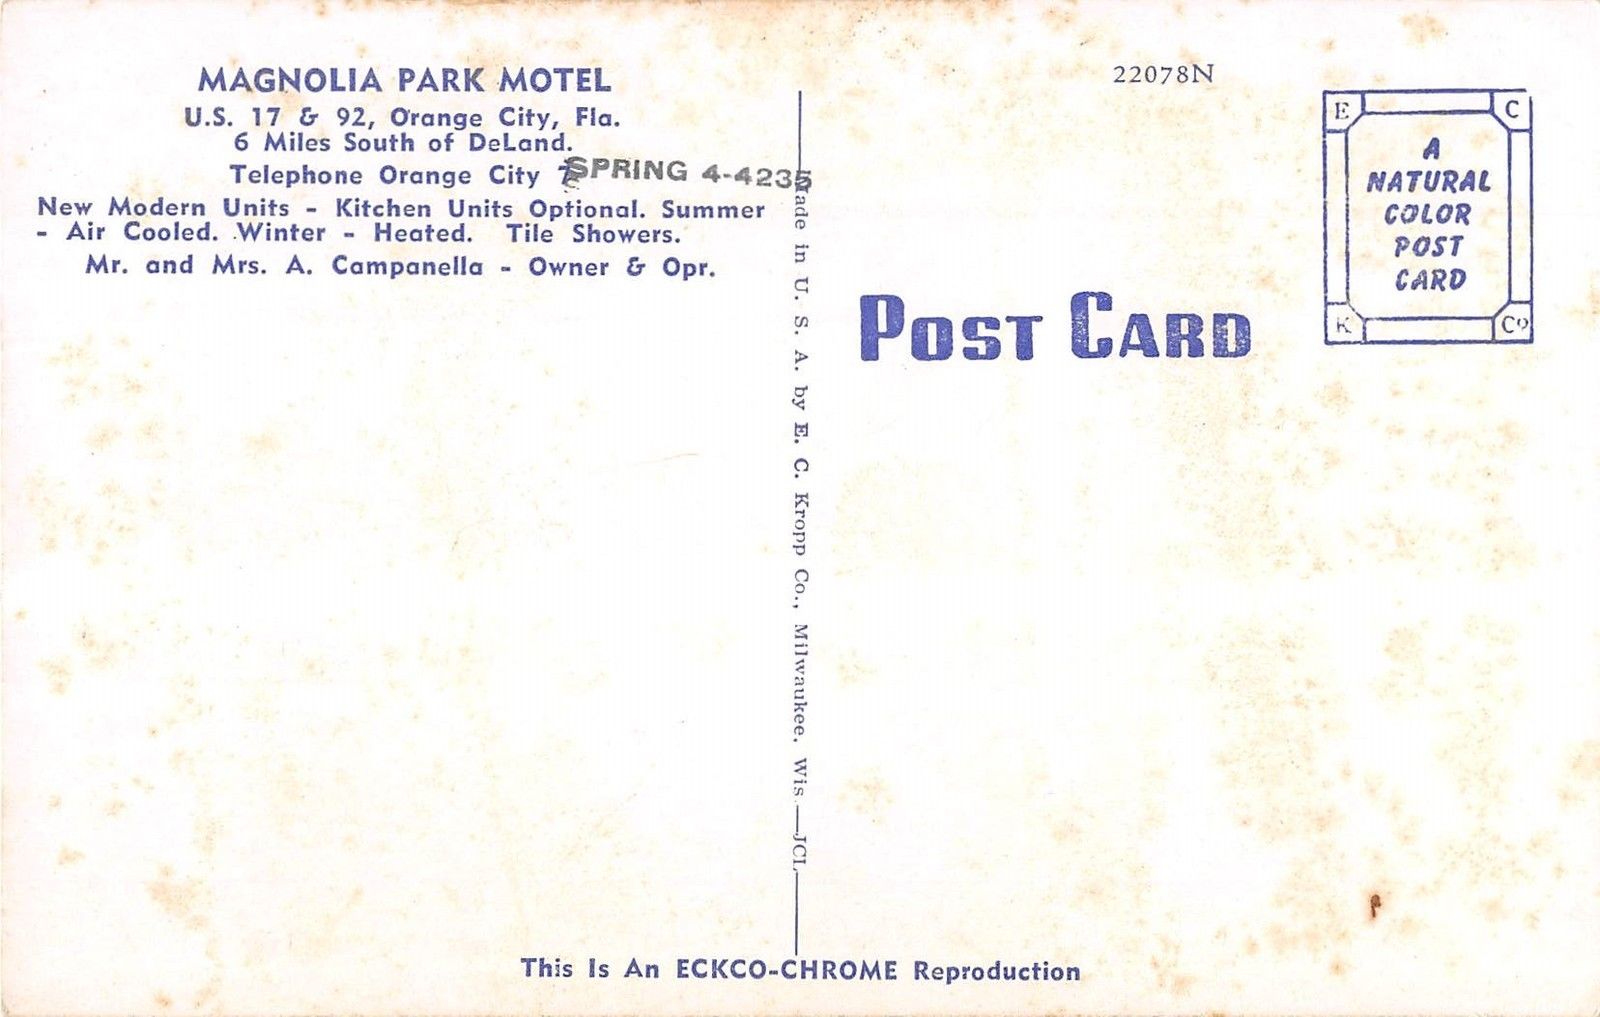 MAGNOLIA PARK MOTEL
U.S. 17 & 92, Orange City, Fla.
6 Miles South of DeLand.
Telephone Orange City SPRING 4-4235
New Modern Units - Kitchen Units Optional. Summer
- Air Cooled. Winter - Heated. Tile Showers.
Mr. and Mrs. A. Campanella - Owner & Opr.
Made in U. S. A. by E. C. Kropp Co., Milwaukee, Wis.—JCL
22078N
POST CARD
E C
A
NATURAL
COLOR
POST
CARD
K Co
This Is An ECKCO-CHROME Reproduction